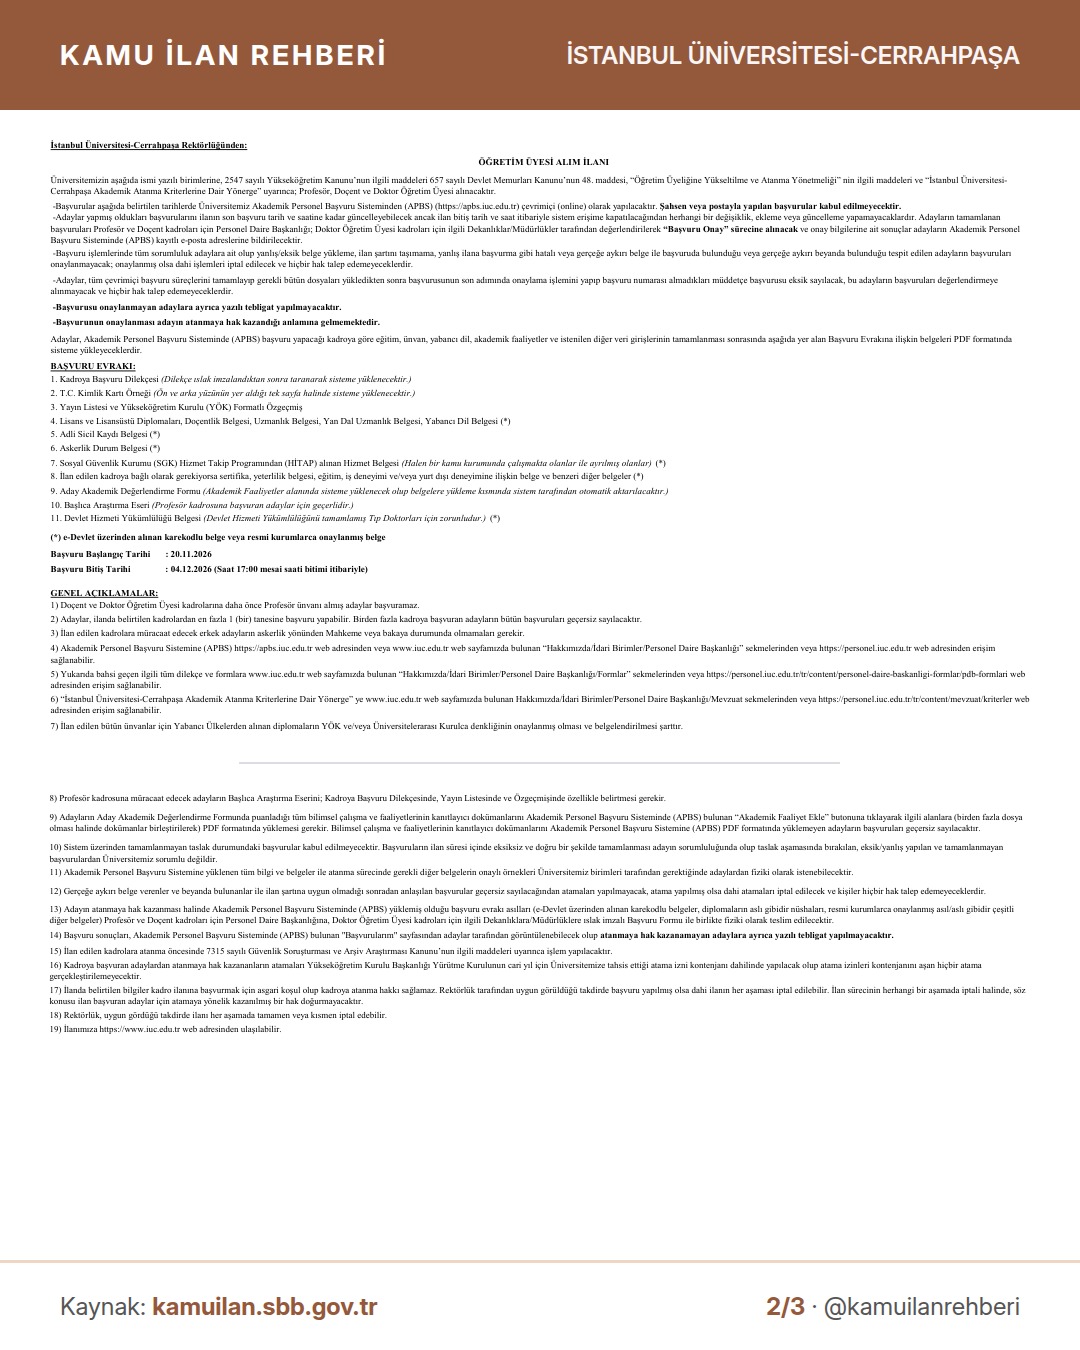 KAMU İLAN REHBERİ
İSTANBUL ÜNİVERSİTESİ-CERRAHPAŞA
İstanbul Üniversitesi-Cerrahpaşa Rektörlüğünden:
ÖĞRETİM ÜYESİ ALIM İLANI
Üniversitemizin aşağıda ismi yazılı birimlerine, 2547 sayılı Yükseköğretim Kanunu’nun ilgili maddeleri 657 sayılı Devlet Memurları Kanunu’nun 48. maddesi, “Öğretim Üyeliğine Yükseltilme ve Atanma Yönetmeliği” nin ilgili maddeleri ve “İstanbul Üniversitesi-
Cerrahpaşa Akademik Atanma Kriterlerine Dair Yönerge” uyarınca; Profesör, Doçent ve Doktor Öğretim Üyesi alınacaktır.
-Başvurular aşağıda belirtilen tarihlerde Üniversitemiz Akademik Personel Başvuru Sisteminden (APBS) (https://apbs.iuc.edu.tr) çevrimiçi (online) olarak yapılacaktır. Şahsen veya postayla yapılan başvurular kabul edilmeyecektir.
-Adaylar yapmış oldukları başvurularını ilanın son başvuru tarih ve saatine kadar güncelleyebilecek ancak ilan bitiş tarih ve saat itibariyle sistem erişime kapatılacağından herhangi bir değişiklik, ekleme veya güncelleme yapamayacaklardır. Adayların tamamlanan
başvuruları Profesör ve Doçent kadroları için Personel Daire Başkanlığı; Doktor Öğretim Üyesi kadroları için ilgili Dekanlıklar/Müdürlükler tarafından değerlendirilerek “Başvuru Onay” sürecine alınacak ve onay bilgilerine ait sonuçlar adayların Akademik Personel
Başvuru Sisteminde (APBS) kayıtlı e-posta adreslerine bildirilecektir.
-Başvuru işlemlerinde tüm sorumluluk adaylara ait olup yanlış/eksik belge yükleme, ilan şartını taşımama, yanlış ilana başvurma gibi hatalı veya gerçeğe aykırı belge ile başvuruda bulunduğu veya gerçeğe aykırı beyanda bulunduğu tespit edilen adayların başvuruları
onaylanmayacak; onaylanmış olsa dahi işlemleri iptal edilecek ve hiçbir hak talep edemeyeceklerdir.
-Adaylar, tüm çevrimiçi başvuru süreçlerini tamamlayıp gerekli bütün dosyaları yükledikten sonra başvurusunun son adımında onaylama işlemini yapıp başvuru numarası almadıkları müddetçe başvurusu eksik sayılacak, bu adayların başvuruları değerlendirmeye
alınmayacak ve hiçbir hak talep edemeyeceklerdir.
-Başvurusu onaylanmayan adaylara ayrıca yazılı tebligat yapılmayacaktır.
-Başvurunun onaylanması adayın atanmaya hak kazandığı anlamına gelmemektedir.
Adaylar, Akademik Personel Başvuru Sisteminde (APBS) başvuru yapacağı kadroya göre eğitim, ünvan, yabancı dil, akademik faaliyetler ve istenilen diğer veri girişlerinin tamamlanması sonrasında aşağıda yer alan Başvuru Evrakına ilişkin belgeleri PDF formatında
sisteme yükleyeceklerdir.
BAŞVURU EVRAKI:
1. Kadroya Başvuru Dilekçesi (Dilekçe ıslak imzalandıktan sonra taranarak sisteme yüklenecektir.)
2. T.C. Kimlik Kartı Örneği (Ön ve arka yüzünün yer aldığı tek sayfa halinde sisteme yüklenecektir.)
3. Yayın Listesi ve Yükseköğretim Kurulu (YÖK) Formatlı Özgeçmiş
4. Lisans ve Lisansüstü Diplomaları, Doçentlik Belgesi, Uzmanlık Belgesi, Yan Dal Uzmanlık Belgesi, Yabancı Dil Belgesi (*)
5. Adli Sicil Kaydı Belgesi (*)
6. Askerlik Durum Belgesi (*)
7. Sosyal Güvenlik Kurumu (SGK) Hizmet Takip Programından (HİTAP) alınan Hizmet Belgesi (Halen bir kamu kurumunda çalışmakta olanlar ile ayrılmış olanlar) (*)
8. İlan edilen kadroya bağlı olarak gerekiyorsa sertifika, yeterlilik belgesi, eğitim, iş deneyimi ve/veya yurt dışı deneyimine ilişkin belge ve benzeri diğer belgeler (*)
9. Aday Akademik Değerlendirme Formu (Akademik Faaliyetler alanında sisteme yüklenecek olup belgelere yükleme kısmında sistem tarafından otomatik aktarılacaktır.)
10. Başlıca Araştırma Eseri (Profesör kadrosuna başvuran adaylar için geçerlidir.)
11. Devlet Hizmeti Yükümlülüğü Belgesi (Devlet Hizmeti Yükümlülüğünü tamamlamış Tıp Doktorları için zorunludur.) (*)
(*) e-Devlet üzerinden alınan karekodlu belge veya resmi kurumlarca onaylanmış belge
Başvuru Başlangıç Tarihi : 20.11.2026
Başvuru Bitiş Tarihi : 04.12.2026 (Saat 17:00 mesai saati bitimi itibariyle)
GENEL AÇIKLAMALAR:
1) Doçent ve Doktor Öğretim Üyesi kadrolarına daha önce Profesör ünvanı almış adaylar başvuramaz.
2) Adaylar, ilanda belirtilen kadrolardan en fazla 1 (bir) tanesine başvuru yapabilir. Birden fazla kadroya başvuran adayların bütün başvuruları geçersiz sayılacaktır.
3) İlan edilen kadrolara müracaat edecek erkek adayların askerlik yönünden Mahkeme veya bakaya durumunda olmamaları gerekir.
4) Akademik Personel Başvuru Sistemine (APBS) https://apbs.iuc.edu.tr web adresinden veya www.iuc.edu.tr web sayfamızda bulunan “Hakkımızda/İdari Birimler/Personel Daire Başkanlığı” sekmelerinden veya https://personel.iuc.edu.tr web adresinden erişim
sağlanabilir.
5) Yukarıda bahsi geçen ilgili tüm dilekçe ve formlara www.iuc.edu.tr web sayfamızda bulunan “Hakkımızda/İdari Birimler/Personel Daire Başkanlığı/Formlar” sekmelerinden veya https://personel.iuc.edu.tr/tr/content/personel-daire-baskanligi-formlar/pdb-formlari web
adresinden erişim sağlanabilir.
6) “İstanbul Üniversitesi-Cerrahpaşa Akademik Atanma Kriterlerine Dair Yönerge” ye www.iuc.edu.tr web sayfamızda bulunan Hakkımızda/İdari Birimler/Personel Daire Başkanlığı/Mevzuat sekmelerinden veya https://personel.iuc.edu.tr/tr/content/mevzuat/kriterler web
adresinden erişim sağlanabilir.
7) İlan edilen bütün ünvanlar için Yabancı Ülkelerden alınan diplomaların YÖK ve/veya Üniversitelerarası Kurulca denkliğinin onaylanmış olması ve belgelendirilmesi şarttır.
8) Profesör kadrosuna müracaat edecek adayların Başlıca Araştırma Eserini; Kadroya Başvuru Dilekçesinde, Yayın Listesinde ve Özgeçmişinde özellikle belirtmesi gerekir.
9) Adayların Aday Akademik Değerlendirme Formunda puanladığı tüm bilimsel çalışma ve faaliyetlerinin kanıtlayıcı dokümanlarını Akademik Personel Başvuru Sisteminde (APBS) bulunan “Akademik Faaliyet Ekle” butonuna tıklayarak ilgili alanlara (birden fazla dosya
olması halinde dokümanlar birleştirilerek) PDF formatında yüklemesi gerekir. Bilimsel çalışma ve faaliyetlerinin kanıtlayıcı dokümanlarını Akademik Personel Başvuru Sistemine (APBS) PDF formatında yüklemeyen adayların başvuruları geçersiz sayılacaktır.
10) Sistem üzerinden tamamlanmayan taslak durumundaki başvurular kabul edilmeyecektir. Başvuruların ilan süresi içinde eksiksiz ve doğru bir şekilde tamamlanması adayın sorumluluğunda olup taslak aşamasında bırakılan, eksik/yanlış yapılan ve tamamlanmayan
başvurulardan Üniversitemiz sorumlu değildir.
11) Akademik Personel Başvuru Sistemine yüklenen tüm bilgi ve belgeler ile atanma sürecinde gerekli diğer belgelerin onaylı örnekleri Üniversitemiz birimleri tarafından gerektiğinde adaylardan fiziki olarak istenebilecektir.
12) Gerçeğe aykırı belge verenler ve beyanda bulunanlar ile ilan şartına uygun olmadığı sonradan anlaşılan başvurular geçersiz sayılacağından atamaları yapılmayacak, atama yapılmış olsa dahi atamaları iptal edilecek ve kişiler hiçbir hak talep edemeyeceklerdir.
13) Adayın atanmaya hak kazanması halinde Akademik Personel Başvuru Sisteminde (APBS) yüklemiş olduğu başvuru evrakı asılları (e-Devlet üzerinden alınan karekodlu belgeler, diplomaların aslı gibidir nüshaları, resmi kurumlarca onaylanmış asıl/aslı gibidir çeşitli
diğer belgeler) Profesör ve Doçent kadroları için Personel Daire Başkanlığına, Doktor Öğretim Üyesi kadroları için ilgili Dekanlıklara/Müdürlüklere ıslak imzalı Başvuru Formu ile birlikte fiziki olarak teslim edilecektir.
14) Başvuru sonuçları, Akademik Personel Başvuru Sisteminde (APBS) bulunan "Başvurularım" sayfasından adaylar tarafından görüntülenebilecek olup atanmaya hak kazanamayan adaylara ayrıca yazılı tebligat yapılmayacaktır.
15) İlan edilen kadrolara atanma öncesinde 7315 sayılı Güvenlik Soruşturması ve Arşiv Araştırması Kanunu’nun ilgili maddeleri uyarınca işlem yapılacaktır.
16) Kadroya başvuran adaylardan atanmaya hak kazananların atamaları Yükseköğretim Kurulu Başkanlığı Yürütme Kurulunun cari yıl için Üniversitemize tahsis ettiği atama izni kontenjanı dahilinde yapılacak olup atama izinleri kontenjanını aşan hiçbir atama
gerçekleştirilemeyecektir.
17) İlanda belirtilen bilgiler kadro ilanına başvurmak için asgari koşul olup kadroya atanma hakkı sağlamaz. Rektörlük tarafından uygun görüldüğü takdirde başvuru yapılmış olsa dahi ilanın her aşaması iptal edilebilir. İlan sürecinin herhangi bir aşamada iptali halinde, söz
konusu ilan başvuran adaylar için atamaya yönelik kazanılmış bir hak doğurmayacaktır.
18) Rektörlük, uygun gördüğü takdirde ilanı her aşamada tamamen veya kısmen iptal edebilir.
19) İlanımıza https://www.iuc.edu.tr web adresinden ulaşılabilir.
Kaynak: kamuilan.sbb.gov.tr
2/3 · @kamuilanrehberi